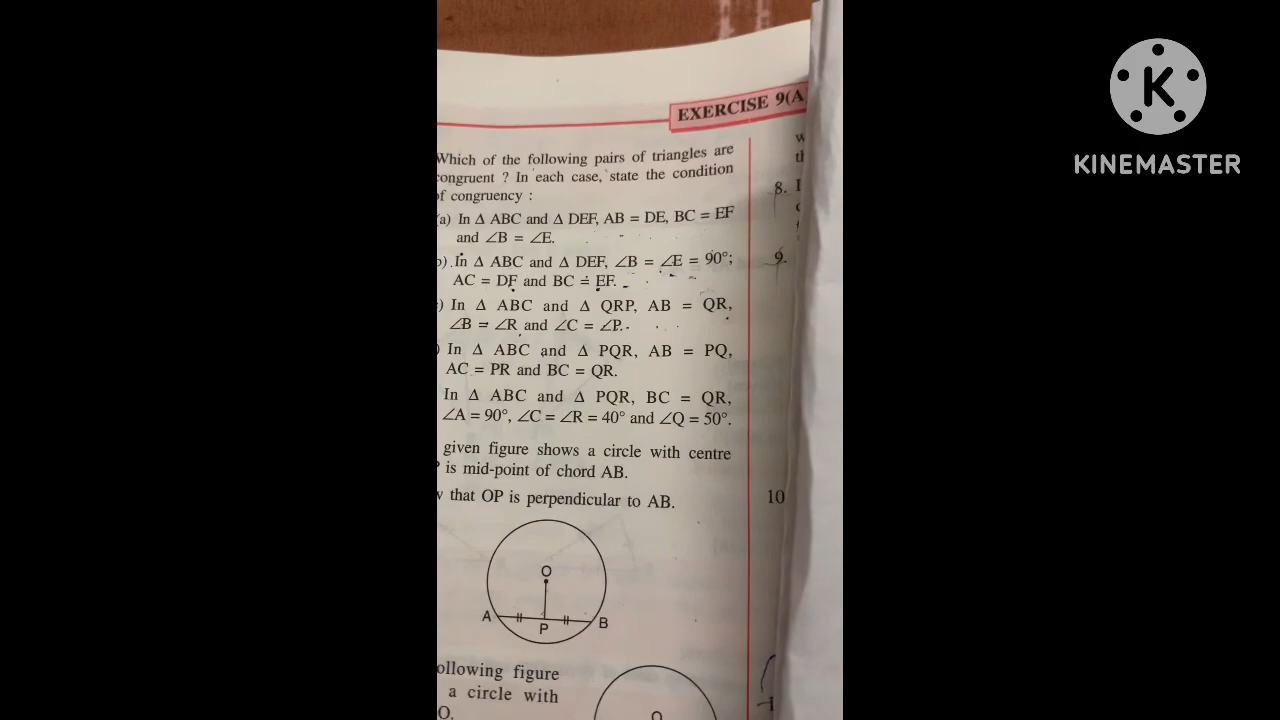 EXERCISE 9(A
Which of the following pairs of triangles are
congruent ? In each case, state the condition
of congruency :
(a) In Δ ABC and Δ DEF, AB = DE, BC = EF
and ∠B = ∠E.
b) In Δ ABC and Δ DEF, ∠B = ∠E = 90°;
AC = DF and BC = EF.
) In Δ ABC and Δ QRP, AB = QR,
∠B = ∠R and ∠C = ∠P.
) In Δ ABC and Δ PQR, AB = PQ,
AC = PR and BC = QR.
In Δ ABC and Δ PQR, BC = QR,
∠A = 90°, ∠C = ∠R = 40° and ∠Q = 50°.
given figure shows a circle with centre
P is mid-point of chord AB.
w that OP is perpendicular to AB.
O
A
P
B
ollowing figure
a circle with
O.
O
8.
9.
10
K
KINEMASTER